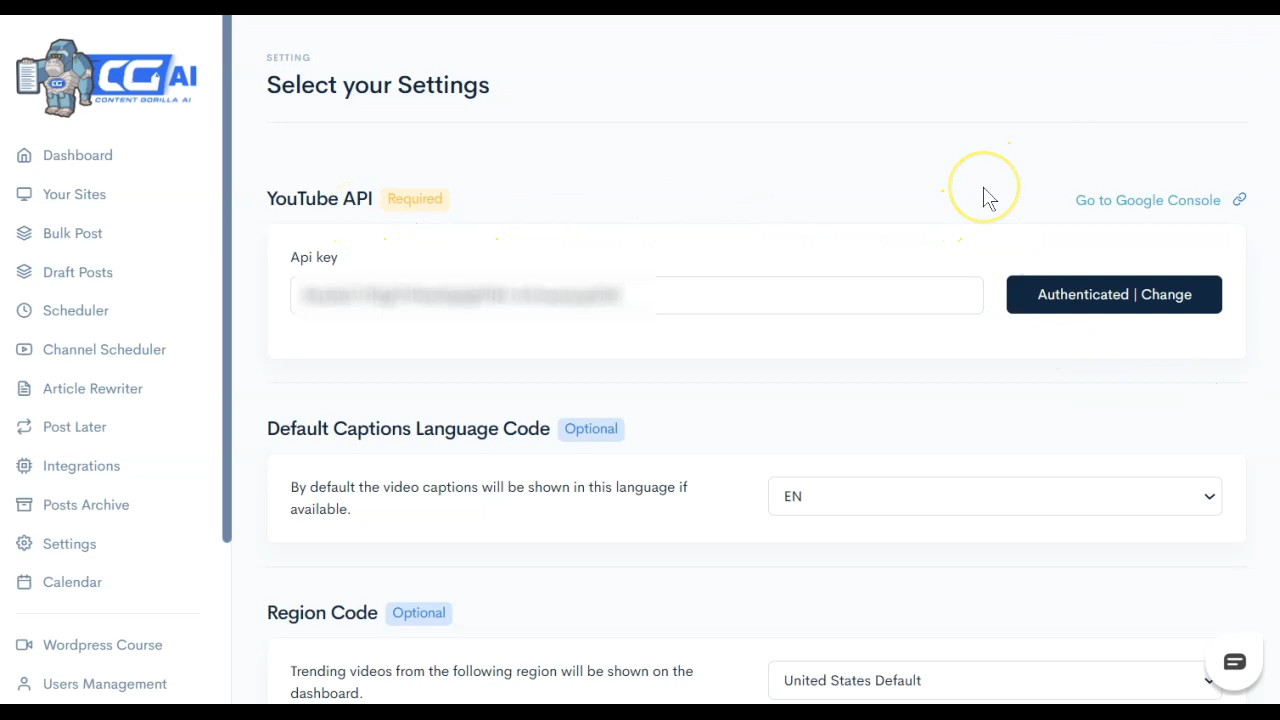 CG AI
CONTENT GORILLA AI
Dashboard
Your Sites
Bulk Post
Draft Posts
Scheduler
Channel Scheduler
Article Rewriter
Post Later
Integrations
Posts Archive
Settings
Calendar
Wordpress Course
Users Management
SETTING
Select your Settings
YouTube API Required
Go to Google Console
Api key
Authenticated | Change
Default Captions Language Code Optional
By default the video captions will be shown in this language if
available.
EN
Region Code Optional
Trending videos from the following region will be shown on the
dashboard.
United States Default